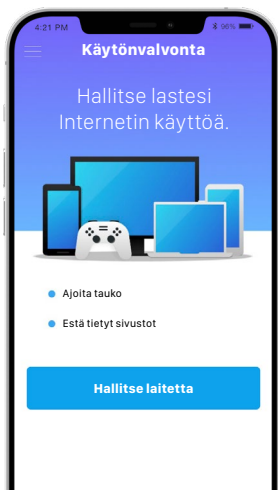 4:21 PM
96%
Käytönvalvonta
Hallitse lastesi
Internetin käyttöä.
Ajoita tauko
Estä tietyt sivustot
Hallitse laitetta